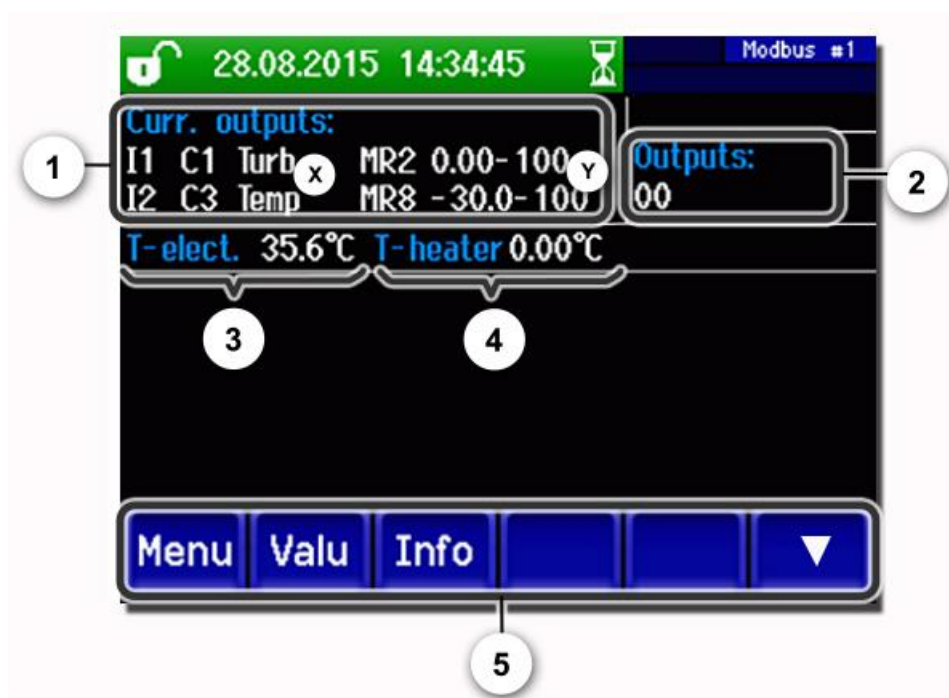 28.08.2015 14:34:45
Modbus #1
Curr. outputs:
I1 C1 Turb X MR2 0.00-100 Y
I2 C3 Temp MR8 -30.0-100
Outputs:
00
T-elect. 35.6°C T-heater 0.00°C
1
2
3
4
Menu Valu Info ▼
5